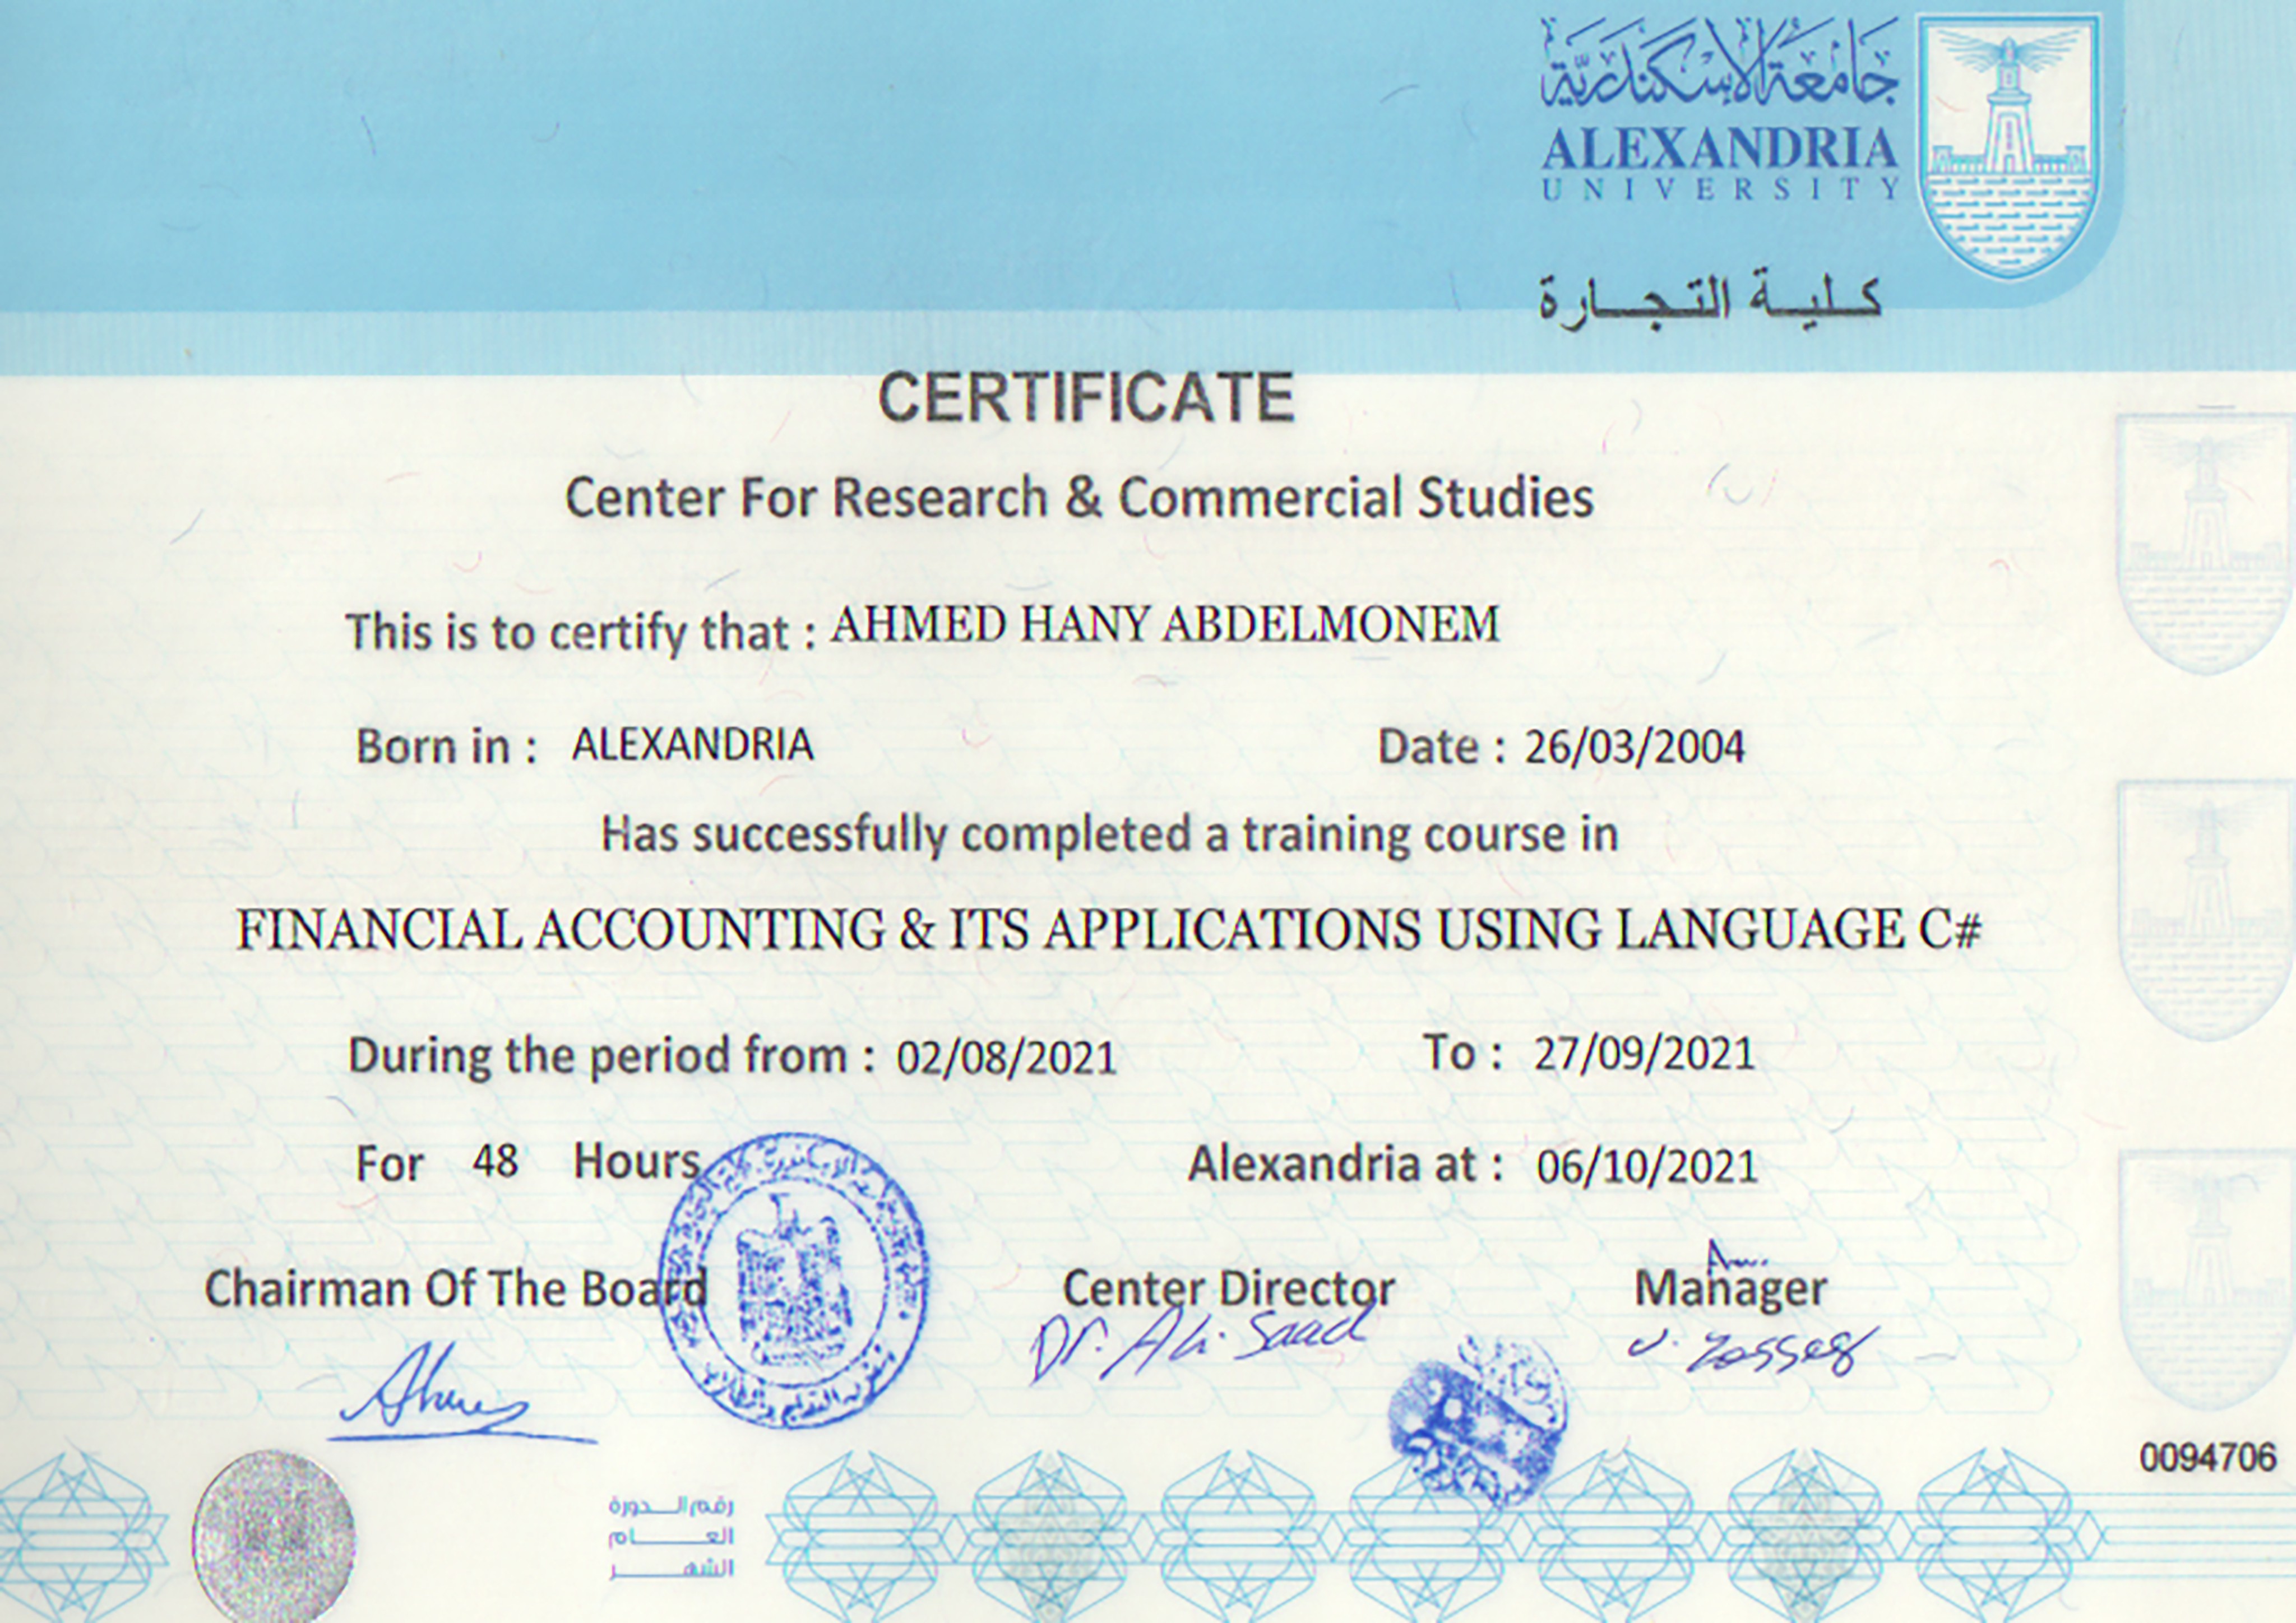 جامعة الإسكندرية
ALEXANDRIA
UNIVERSITY
كلية التجارة
CERTIFICATE
Center For Research & Commercial Studies
This is to certify that : AHMED HANY ABDELMONEM
Born in : ALEXANDRIA Date : 26/03/2004
Has successfully completed a training course in
FINANCIAL ACCOUNTING & ITS APPLICATIONS USING LANGUAGE C#
During the period from : 02/08/2021 To : 27/09/2021
For 48 Hours Alexandria at : 06/10/2021
Chairman Of The Board Center Director Manager
Dr. Ali Saad
0094706
رقم الدورة
العام
الشهر